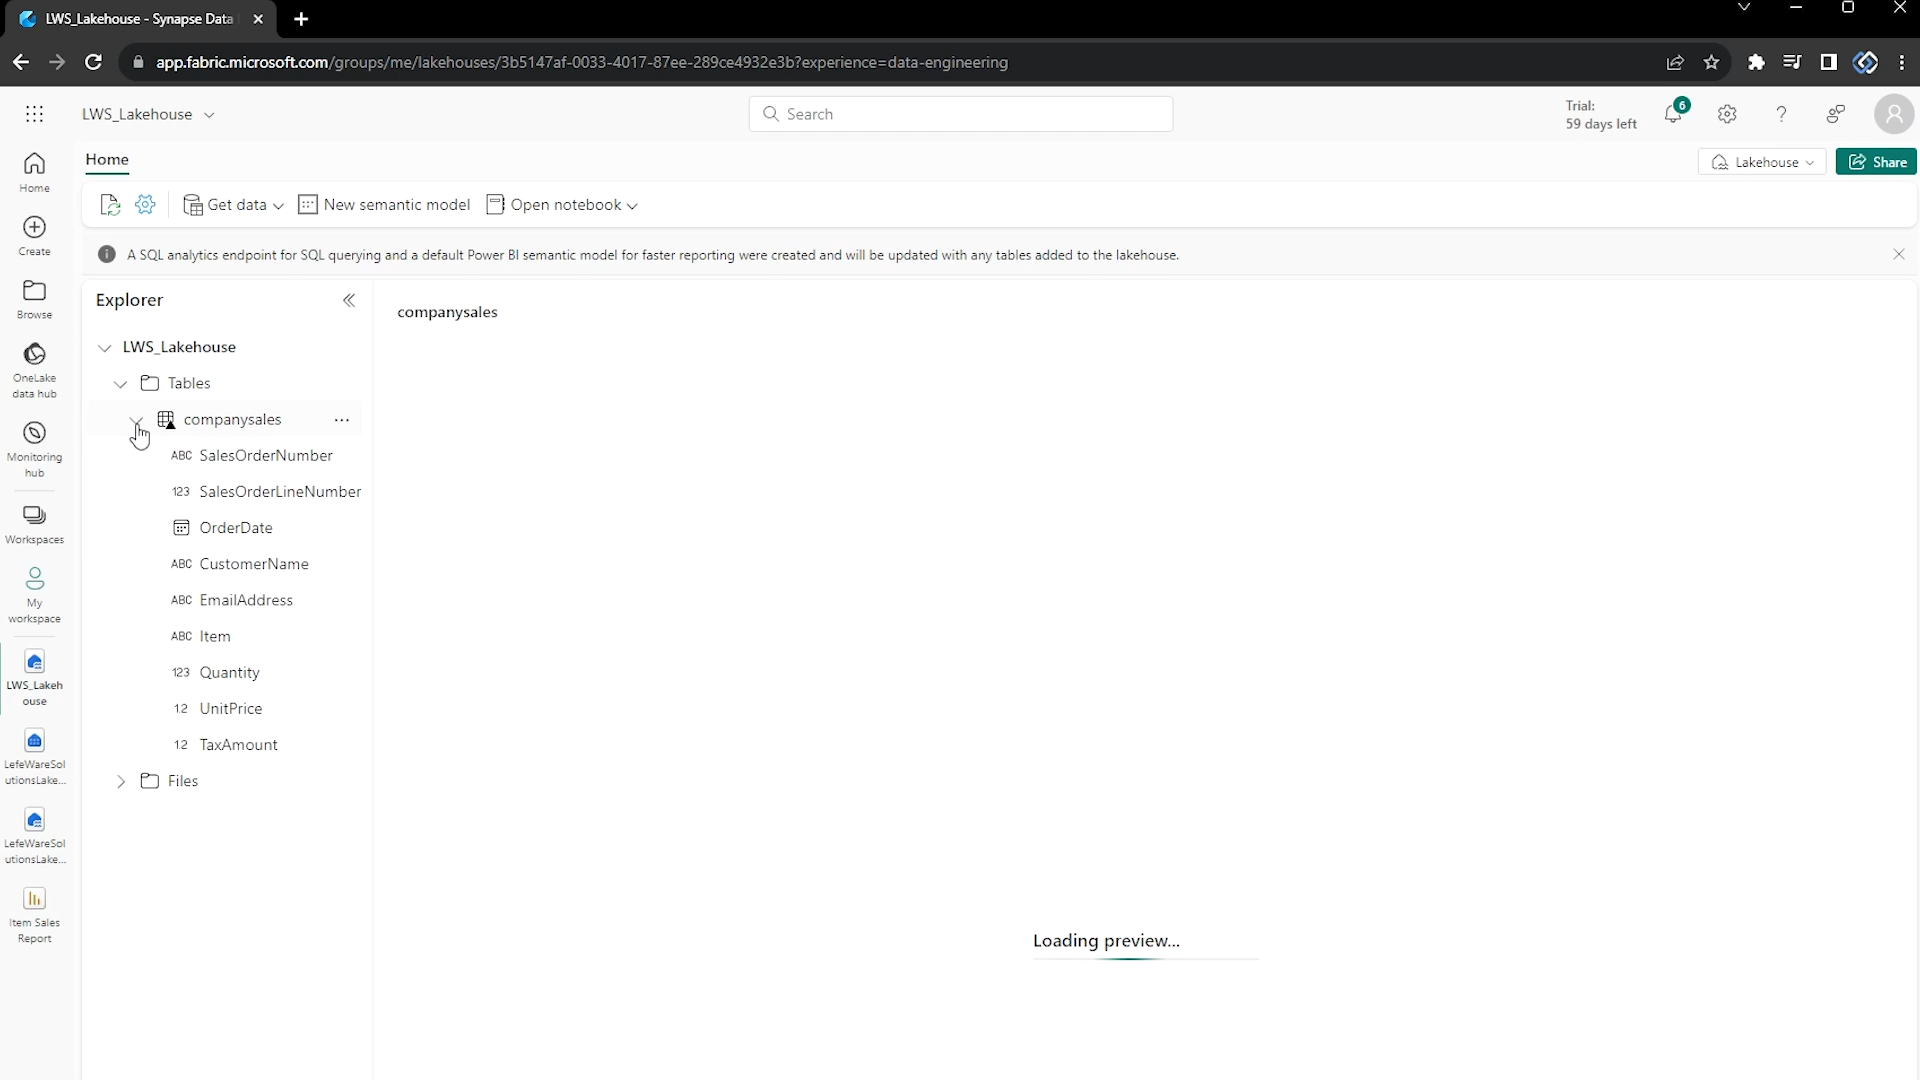 LWS_Lakehouse - Synapse Data
app.fabric.microsoft.com/groups/me/lakehouses/3b5147af-0033-4017-87ee-289ce4932e3b?experience=data-engineering
LWS_Lakehouse
Search
Trial:
59 days left
6
Home
Lakehouse
Share
Get data
New semantic model
Open notebook
A SQL analytics endpoint for SQL querying and a default Power BI semantic model for faster reporting were created and will be updated with any tables added to the lakehouse.
Home
Create
Browse
OneLake
data hub
Monitoring
hub
Workspaces
My
workspace
LWS_Lakeh
ouse
LefeWareSol
utionsLake...
LefeWareSol
utionsLake...
Item Sales
Report
Explorer
LWS_Lakehouse
Tables
companysales
ABC SalesOrderNumber
123 SalesOrderLineNumber
OrderDate
ABC CustomerName
ABC EmailAddress
ABC Item
123 Quantity
12 UnitPrice
12 TaxAmount
Files
companysales
Loading preview...